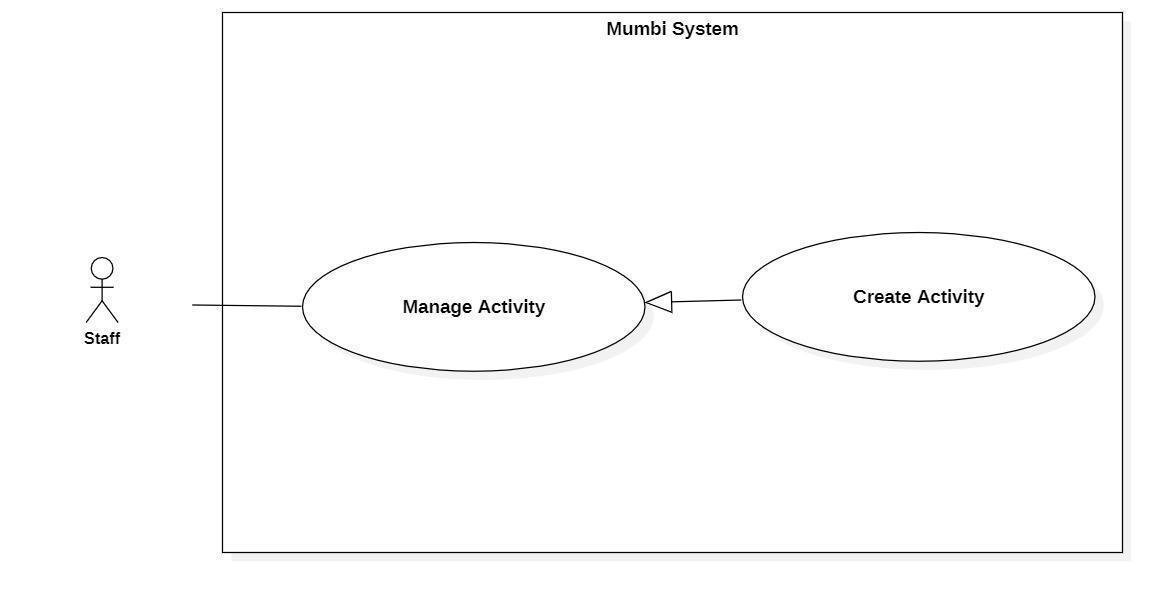 Mumbi System
Manage Activity
Create Activity
Staff